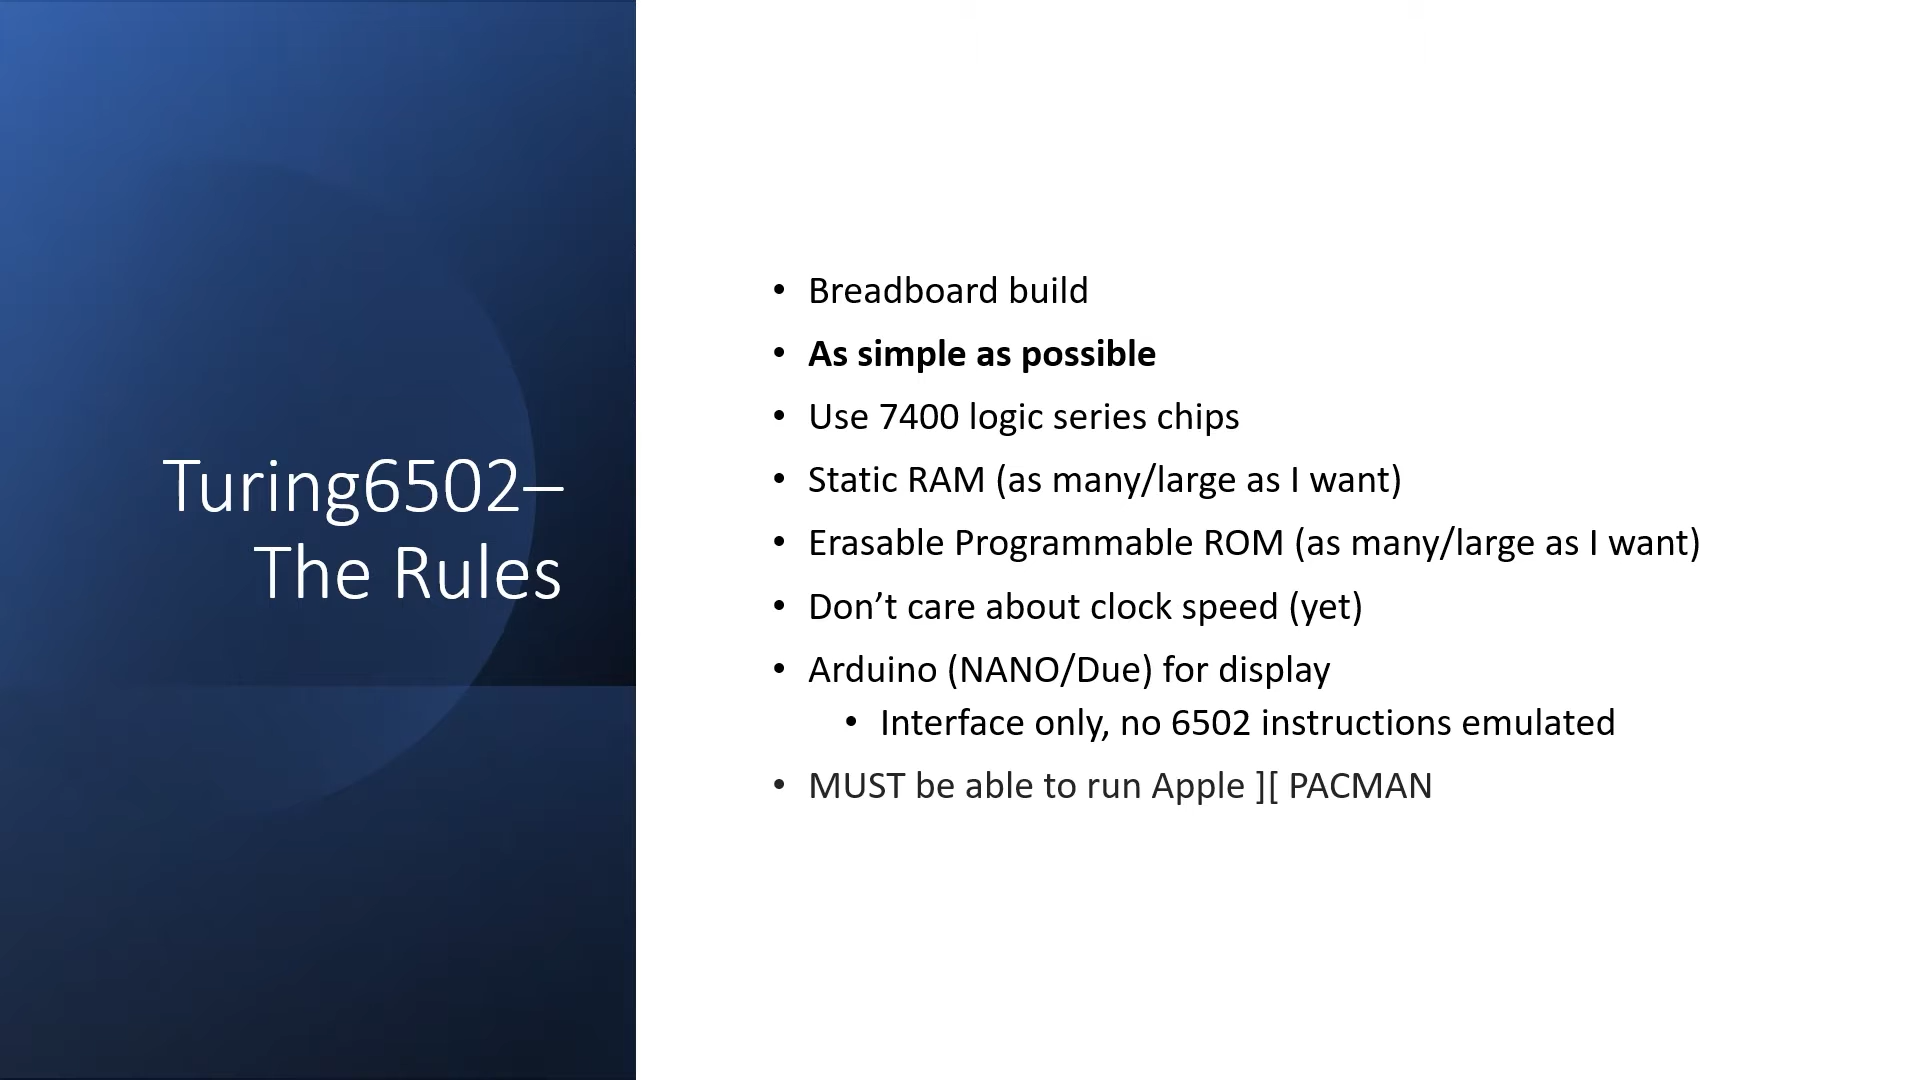 Turing6502–
The Rules
• Breadboard build
• As simple as possible
• Use 7400 logic series chips
• Static RAM (as many/large as I want)
• Erasable Programmable ROM (as many/large as I want)
• Don’t care about clock speed (yet)
• Arduino (NANO/Due) for display
• Interface only, no 6502 instructions emulated
• MUST be able to run Apple ][ PACMAN